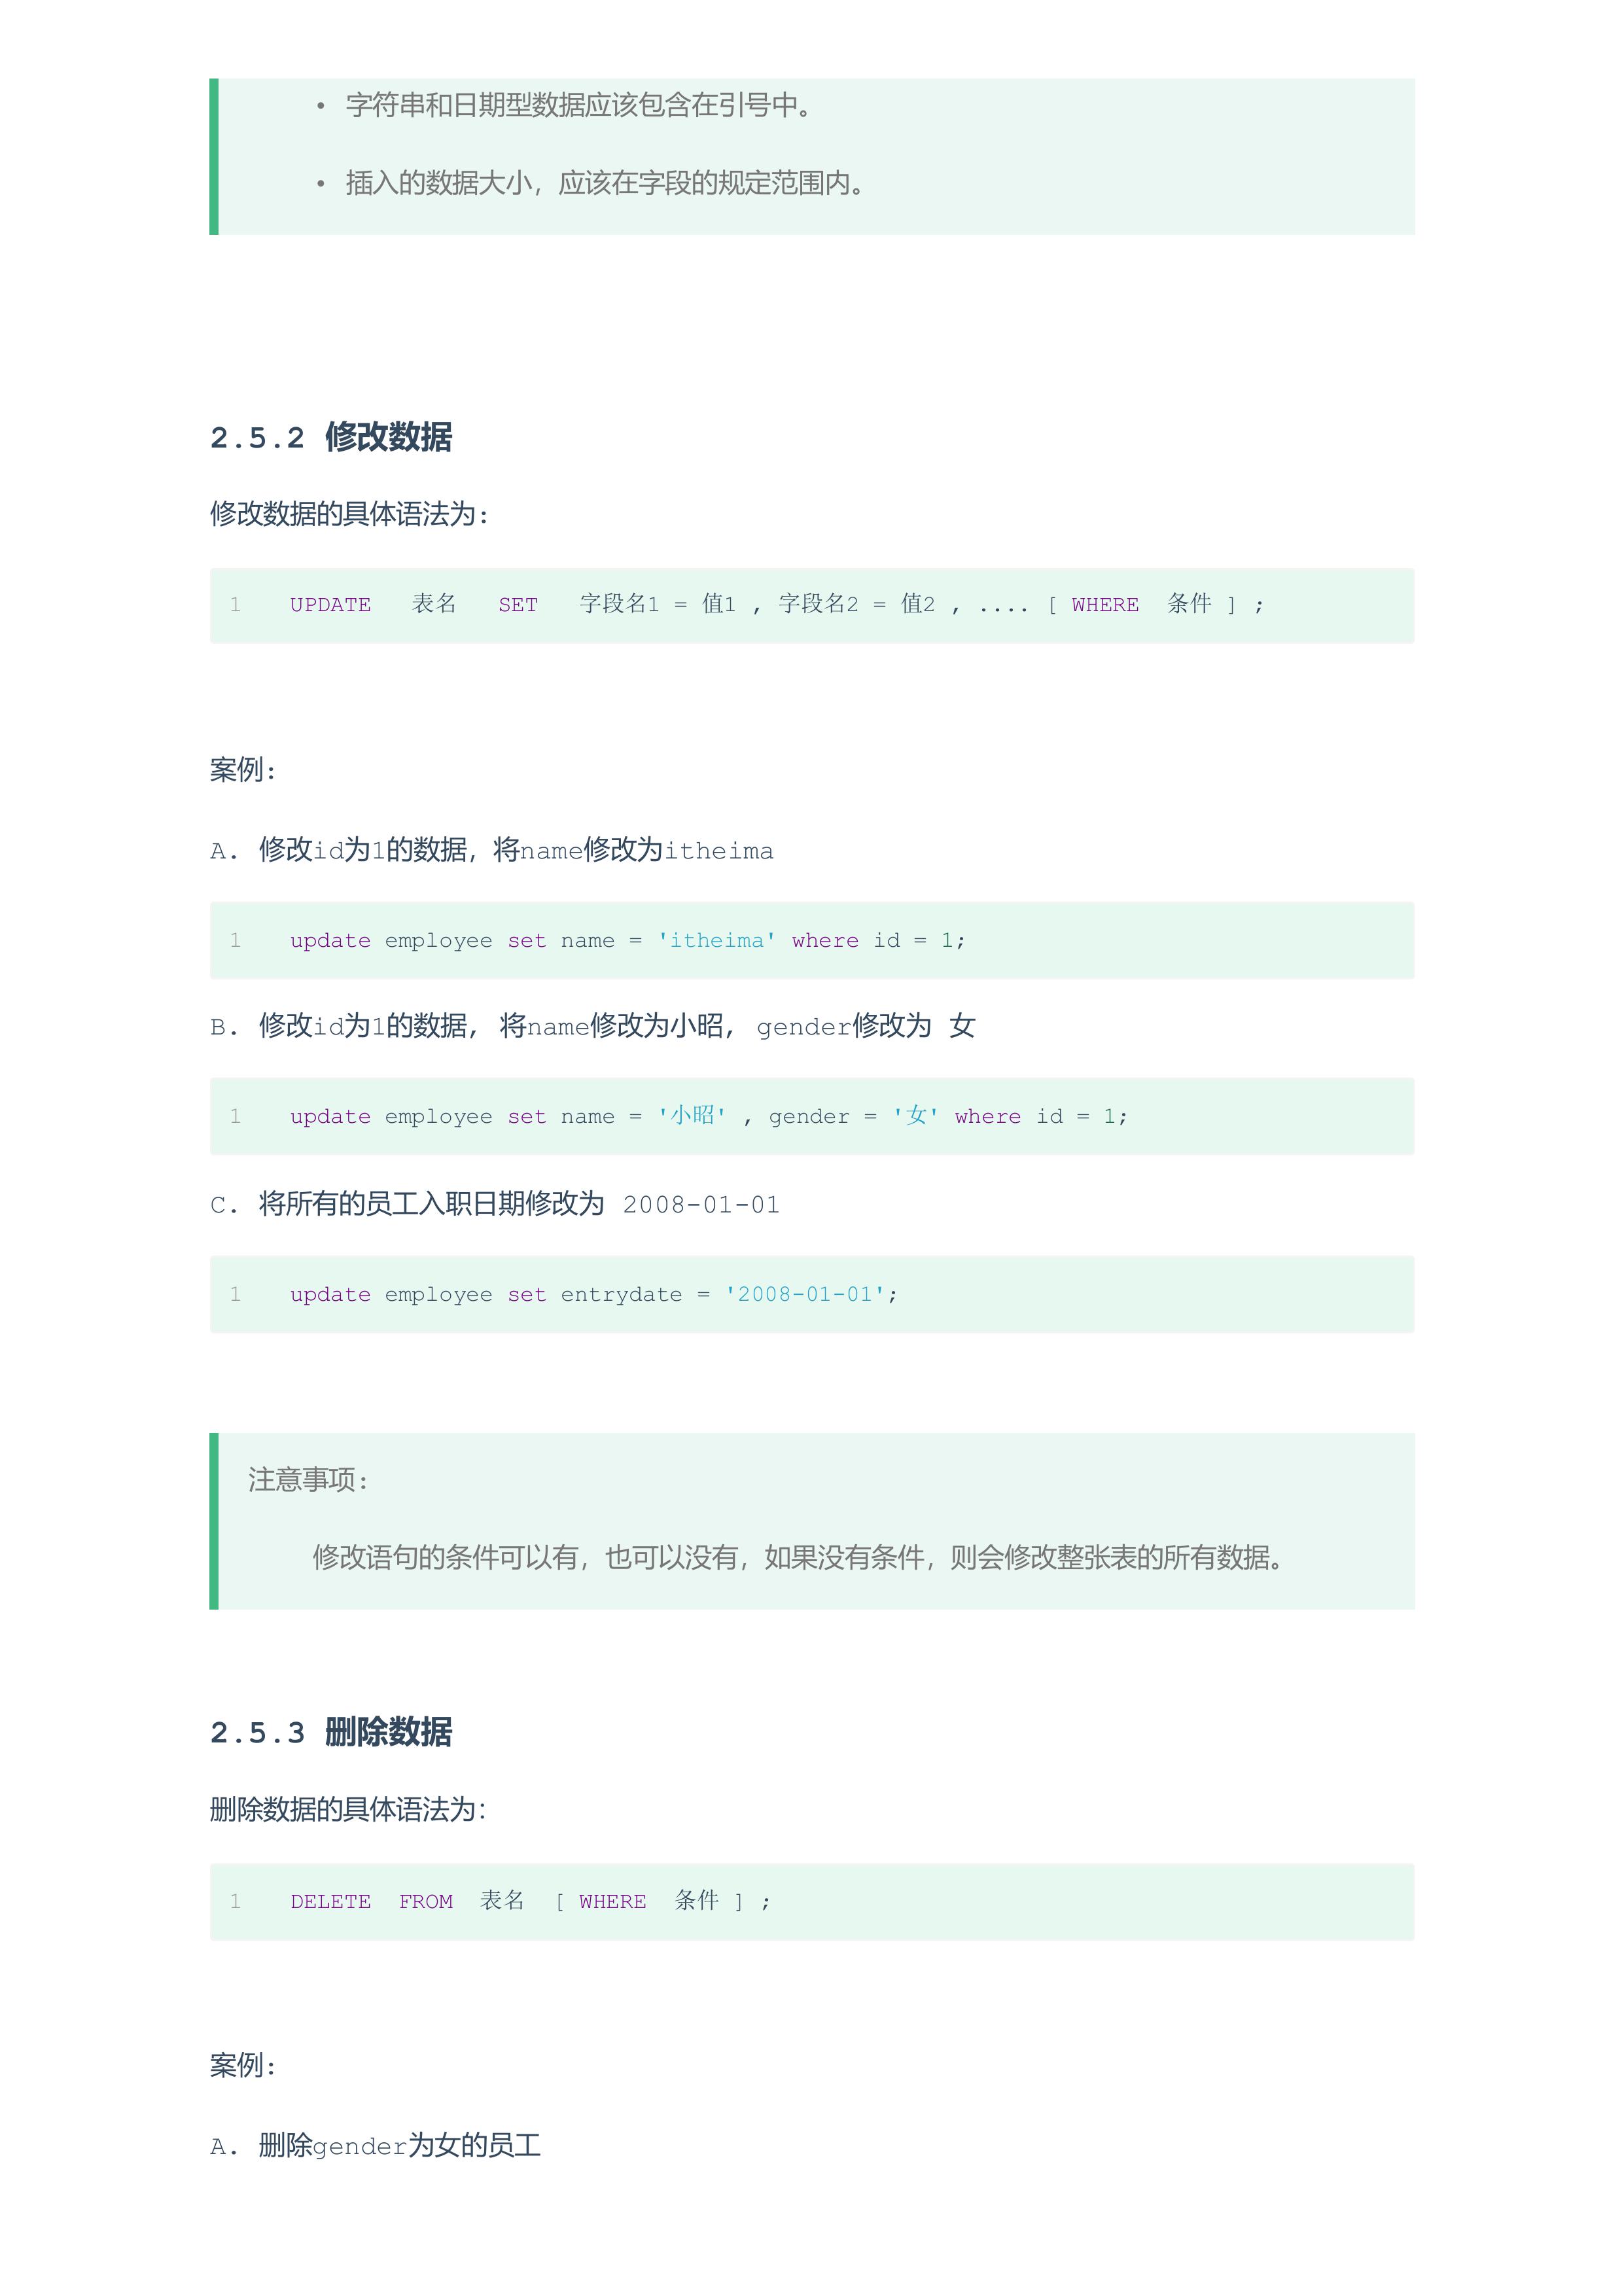 • 字符串和日期型数据应该包含在引号中。
• 插入的数据大小，应该在字段的规定范围内。
2.5.2 修改数据
修改数据的具体语法为:
1 UPDATE 表名 SET 字段名1 = 值1 , 字段名2 = 值2 , .... [ WHERE 条件 ] ;
案例:
A. 修改id为1的数据，将name修改为itheima
1 update employee set name = 'itheima' where id = 1;
B. 修改id为1的数据, 将name修改为小昭, gender修改为 女
1 update employee set name = '小昭' , gender = '女' where id = 1;
C. 将所有的员工入职日期修改为 2008-01-01
1 update employee set entrydate = '2008-01-01';
注意事项:
修改语句的条件可以有，也可以没有，如果没有条件，则会修改整张表的所有数据。
2.5.3 删除数据
删除数据的具体语法为：
1 DELETE FROM 表名 [ WHERE 条件 ] ;
案例:
A. 删除gender为女的员工